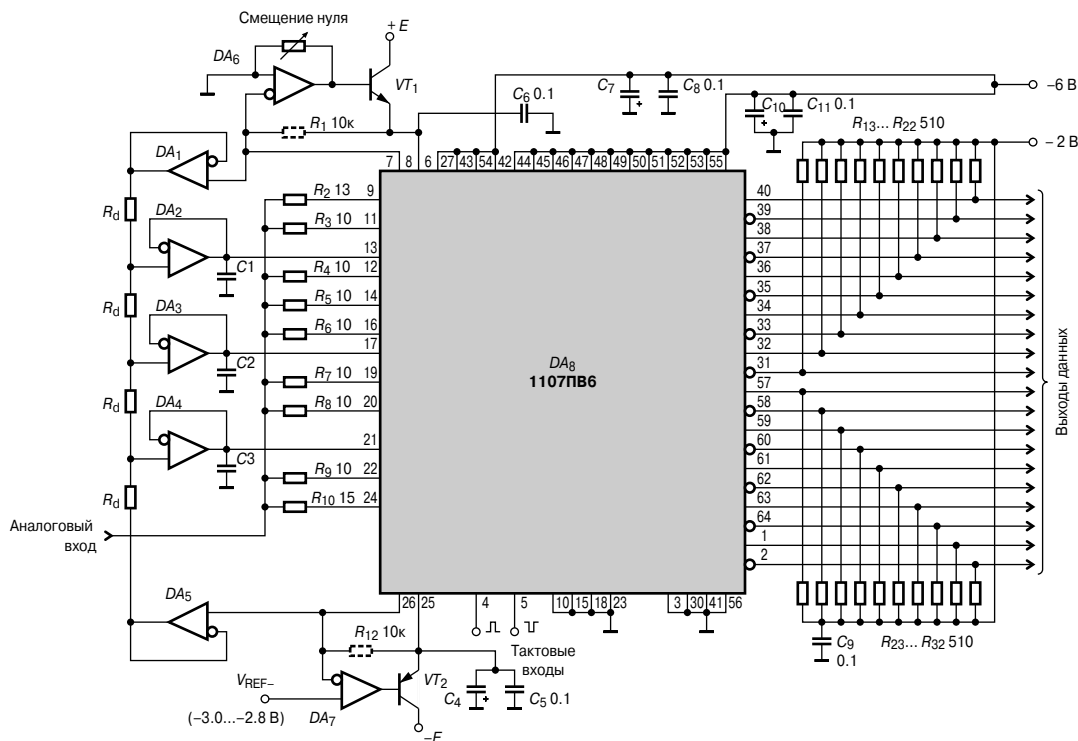 Смещение нуля
+E
DA6
VT1
C6 0.1
C7
C8 0.1
–6 В
C10
C11 0.1
R1 10к
R13... R22 510
– 2 В
DA1
7 8 6 27 43 54 42 44 45 46 47 48 49 50 51 52 53 55
Rd
DA2
C1
Rd
DA3
C2
Rd
DA4
C3
Rd
R2 13 9
R3 10 11
13
R4 10 12
R5 10 14
R6 10 16
17
R7 10 19
R8 10 20
21
R9 10 22
R10 15 24
DA8
1107ПВ6
40
39
38
37
36
35
34
33
32
31
57
58
59
60
61
62
63
64
1
2
Выходы данных
Аналоговый
вход
DA5
26 25 4 5 10 15 18 23 3 30 41 56
R12 10к
Тактовые
входы
C9
0.1
R23... R32 510
VREF–
(−3.0...−2.8 В)
DA7
VT2
C4
C5 0.1
–E